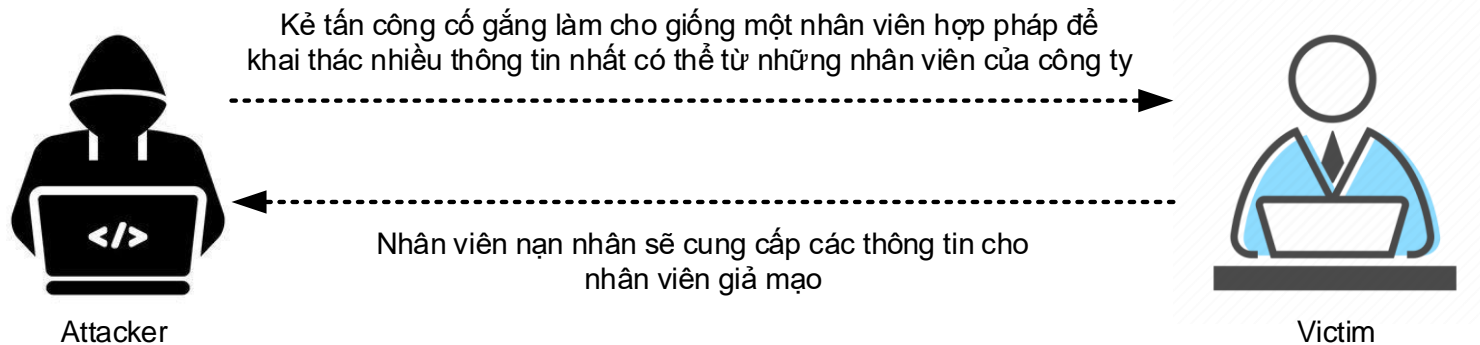 Kẻ tấn công cố gắng làm cho giống một nhân viên hợp pháp để
khai thác nhiều thông tin nhất có thể từ những nhân viên của công ty
</>
Nhân viên nạn nhân sẽ cung cấp các thông tin cho
nhân viên giả mạo
Attacker
Victim